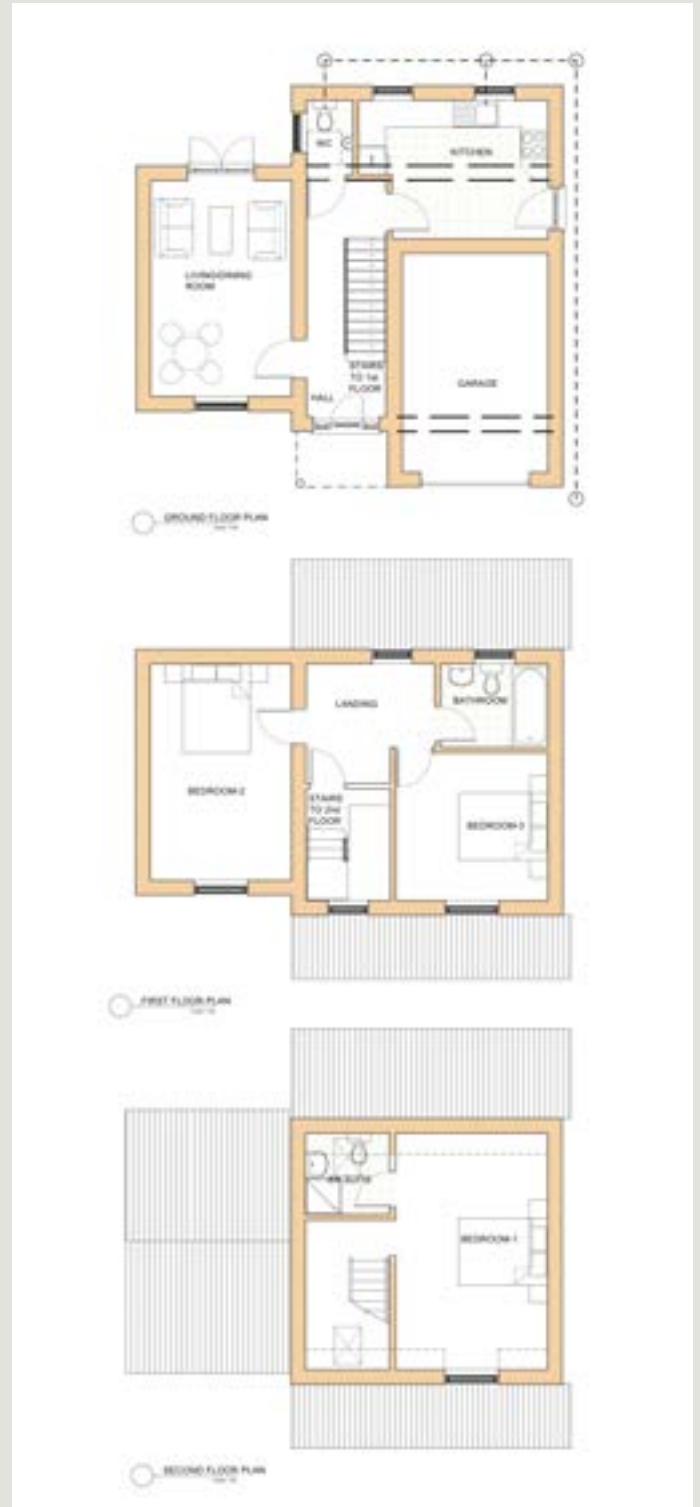 WC
KITCHEN
LIVING/DINING
ROOM
STAIRS
TO 1st
FLOOR
HALL
GARAGE
GROUND FLOOR PLAN
LANDING
BATHROOM
BEDROOM-2
STAIRS
TO 2nd
FLOOR
BEDROOM-3
FIRST FLOOR PLAN
EN-SUITE
BEDROOM-1
SECOND FLOOR PLAN